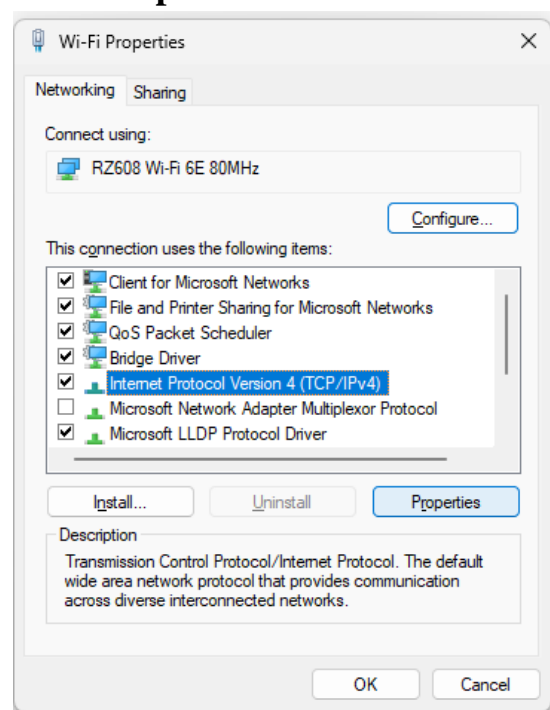 Wi-Fi Properties
Networking
Sharing
Connect using:
RZ608 Wi-Fi 6E 80MHz
Configure...
This connection uses the following items:
Client for Microsoft Networks
File and Printer Sharing for Microsoft Networks
QoS Packet Scheduler
Bridge Driver
Internet Protocol Version 4 (TCP/IPv4)
Microsoft Network Adapter Multiplexor Protocol
Microsoft LLDP Protocol Driver
Install...
Uninstall
Properties
Description
Transmission Control Protocol/Internet Protocol. The default
wide area network protocol that provides communication
across diverse interconnected networks.
OK
Cancel